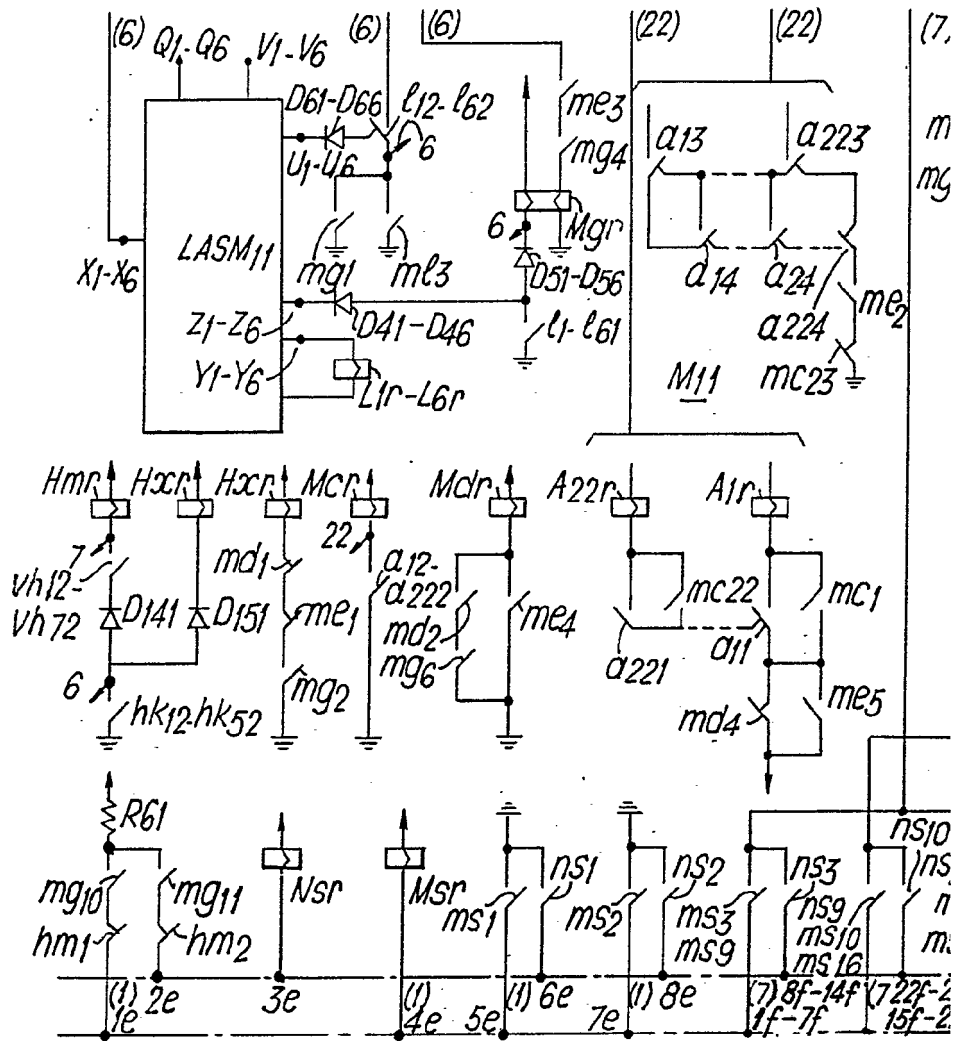 (6) (6) (6) (22) (22) (7,
Q1-Q6 V1-V6
D61-D66 l12-l62 me3
U1-U6 6 mg4 a13 a223
m
mg
LASM11 6 Mgr
X1-X6 mg1 ml3 D51-D56 a14 a24
Z1-Z6 D41-D46 l1-l61 a224 me2
Y1-Y6 L1r-L6r M11 mc23
Hmr Hxr Hxr Mcr Mdr A22r A1r
7 22
vh12-
vh72 D141 D151 md1 me1 a12-
a222 md2 me4 mc22 mc1
mg6 a221 a11
6 hk12-hk52 mg2 md4 me5
R61
mg10 mg11 Nsr Msr ms1 ns1 ms2 ns2 ms3
ms9 ns3
ns9
ms10
ms16 ns10
ns
hm1 hm2 m
(1) 2e 3e (1) (1) 6e (1) 8e (7) 8f-14f (7 22f-2
1e 4e 5e 7e 1f-7f 15f-2